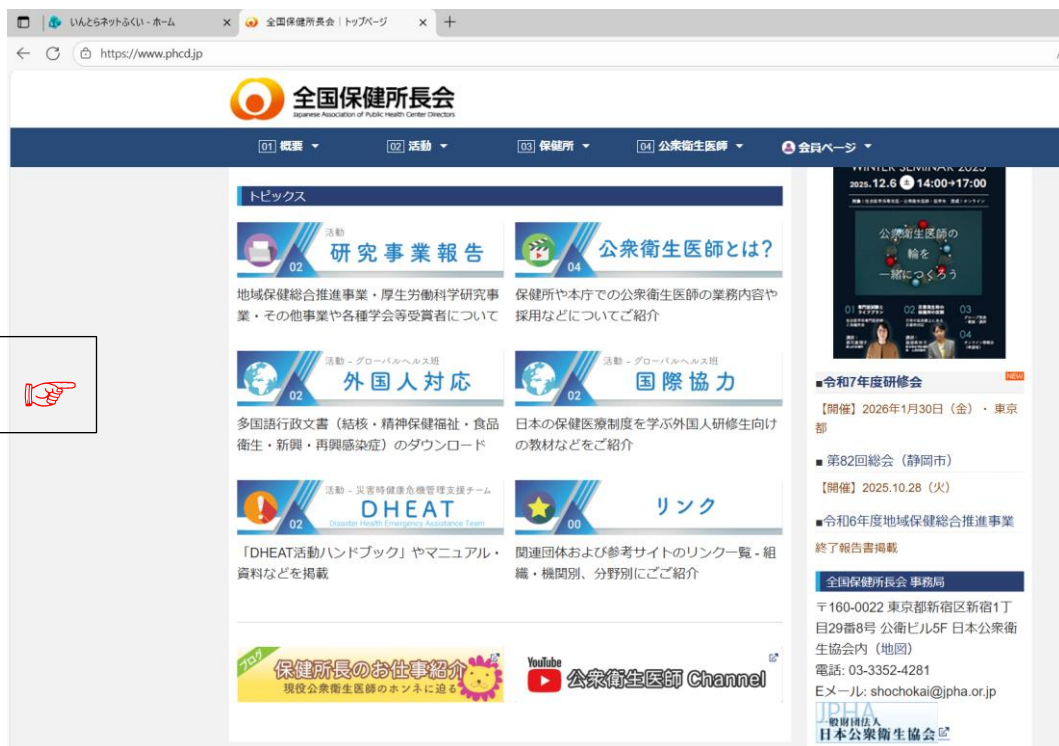 いんとらネットふくい - ホーム
全国保健所長会｜トップページ
https://www.phcd.jp
全国保健所長会
Japanese Association of Public Health Center Directors
01 概要
02 活動
03 保健所
04 公衆衛生医師
会員ページ
トピックス
活動
研究事業報告
02
地域保健総合推進事業・厚生労働科学研究事
業・その他事業や各種学会等受賞者について
公衆衛生医師とは?
04
保健所や本庁での公衆衛生医師の業務内容や
採用などについてご紹介
活動 – グローバルヘルス班
外国人対応
02
多国語行政文書（結核・精神保健福祉・食品
衛生・新興・再興感染症）のダウンロード
活動 – グローバルヘルス班
国際協力
02
日本の保健医療制度を学ぶ外国人研修生向け
の教材などをご紹介
活動 – 災害時健康危機管理支援チーム
DHEAT
Disaster Health Emergency Assistance Team
02
「DHEAT活動ハンドブック」やマニュアル・
資料などを掲載
リンク
00
関連団体および参考サイトのリンク一覧 - 組
織・機関別、分野別にご紹介
ブログ
保健所長のお仕事紹介
現役公衆衛生医師のホンネに迫る
YouTube
公衆衛生医師 Channel
WINTER SEMINAR 2025
2025.12.6 土 14:00→17:00
公衆衛生医師の
輪を
一緒につくろう
01
02
03
04
■令和7年度研修会
NEW
【開催】2026年1月30日（金）・ 東京
都
■ 第82回総会（静岡市）
【開催】2025.10.28（火）
■令和6年度地域保健総合推進事業
終了報告書掲載
全国保健所長会 事務局
〒160-0022 東京都新宿区新宿1丁
目29番8号 公衛ビル5F 日本公衆衛
生協会内（地図）
電話: 03-3352-4281
Eメール: shochokai@jpha.or.jp
JPHA
一般財団法人
日本公衆衛生協会